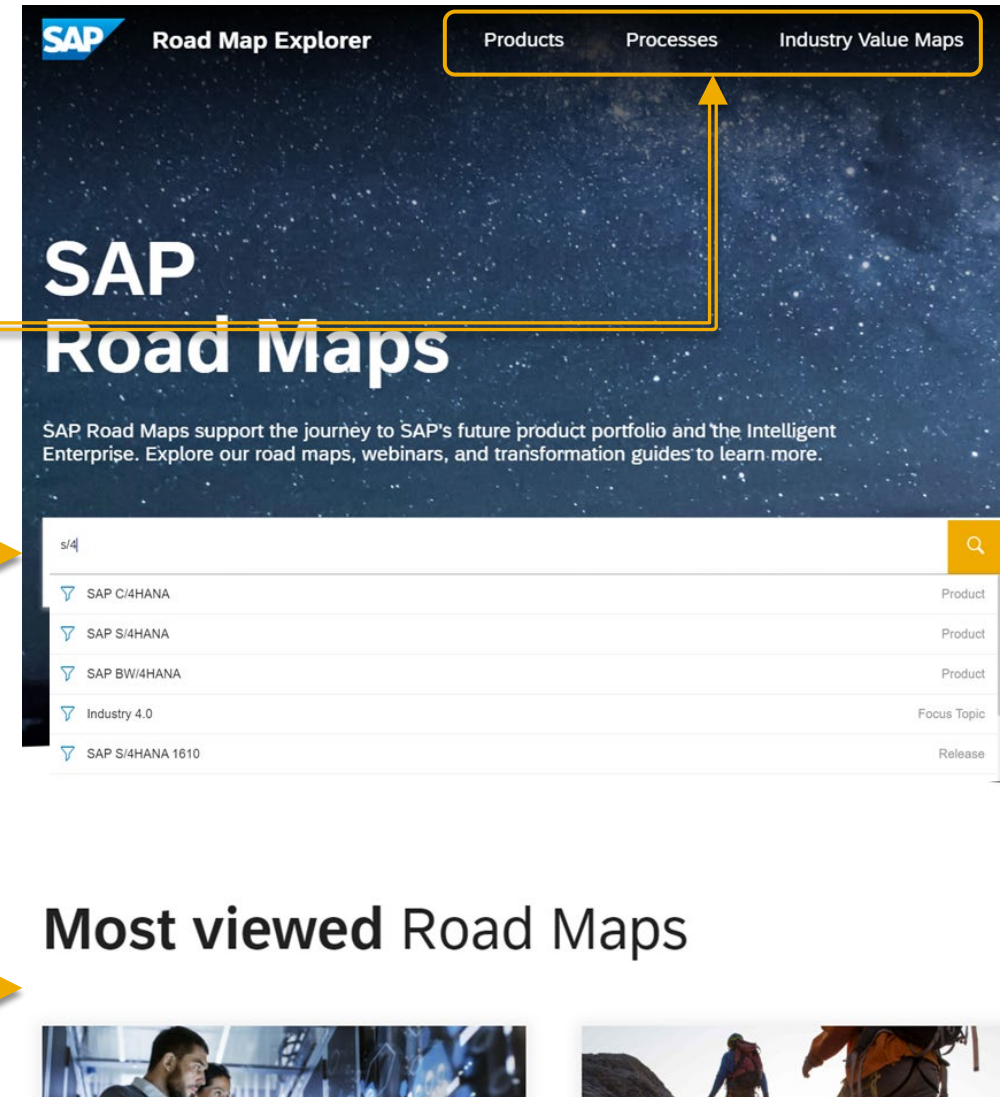 SAP Road Map Explorer Products Processes Industry Value Maps
SAP
Road Maps
SAP Road Maps support the journey to SAP's future product portfolio and the Intelligent
Enterprise. Explore our road maps, webinars, and transformation guides to learn more.
s/4
SAP C/4HANA Product
SAP S/4HANA Product
SAP BW/4HANA Product
Industry 4.0 Focus Topic
SAP S/4HANA 1610 Release
Most viewed Road Maps